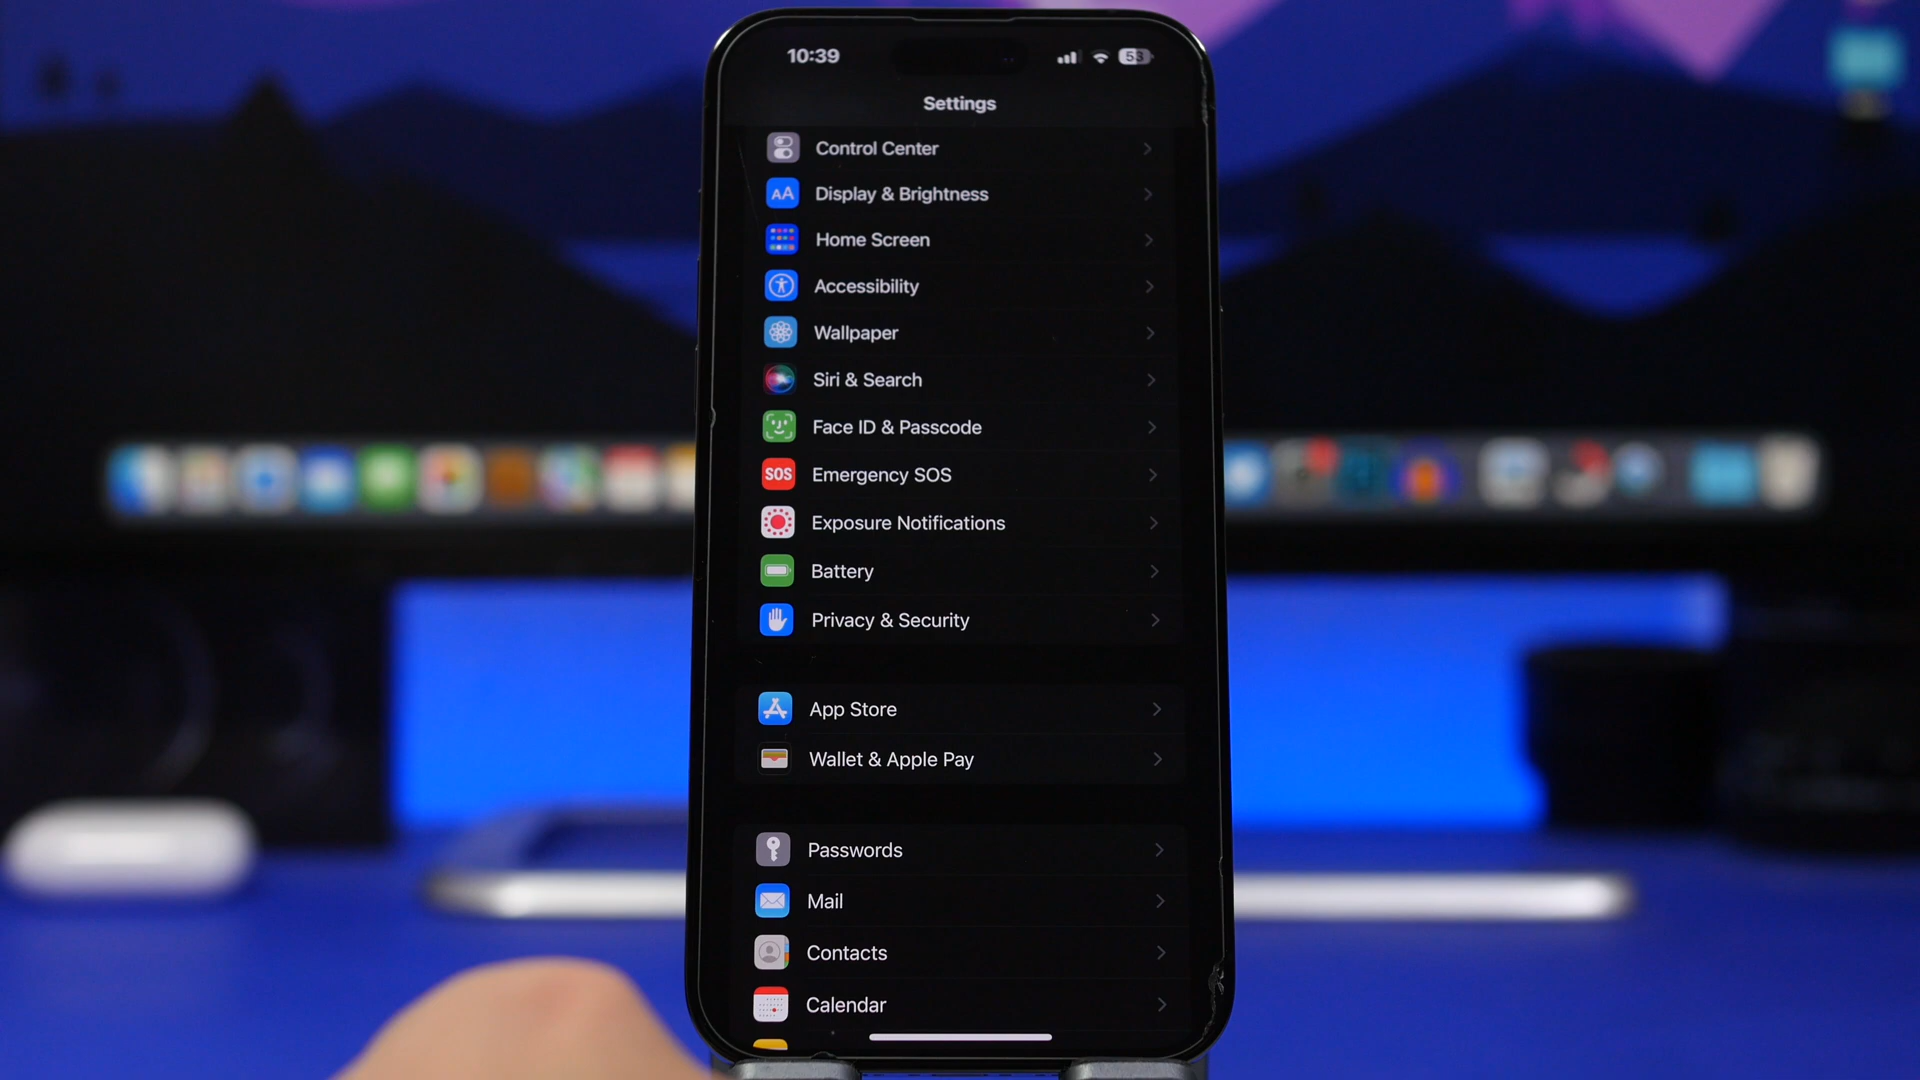 10:39
53
Settings
Control Center
AA
Display & Brightness
Home Screen
Accessibility
Wallpaper
Siri & Search
Face ID & Passcode
SOS
Emergency SOS
Exposure Notifications
Battery
Privacy & Security
App Store
Wallet & Apple Pay
Passwords
Mail
Contacts
Calendar